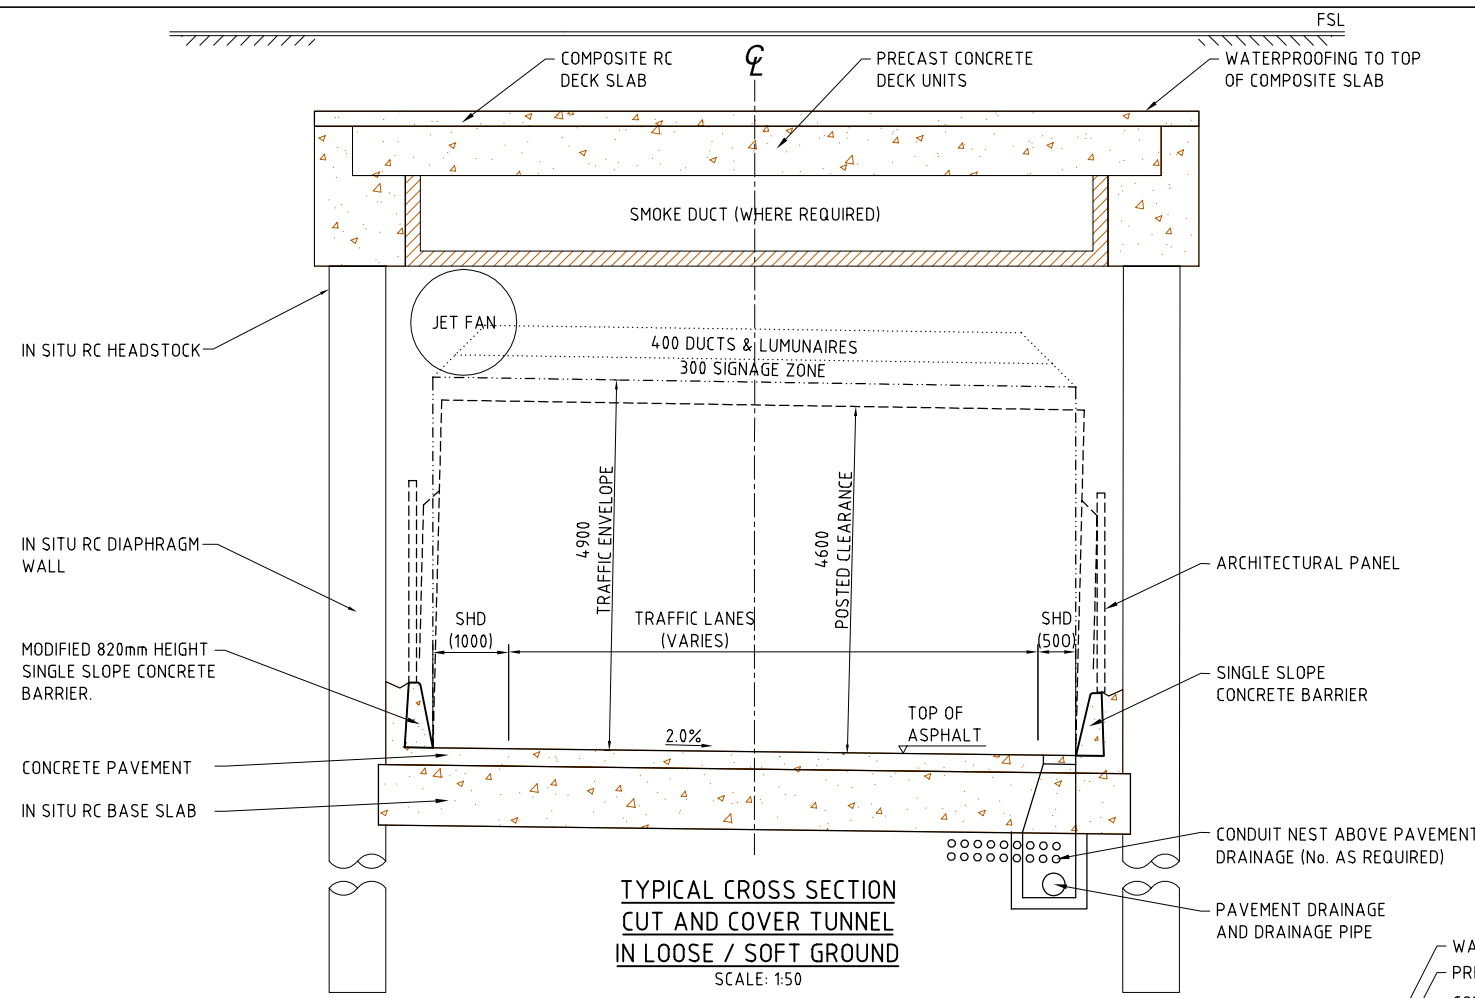 FSL
COMPOSITE RC
DECK SLAB
℄
PRECAST CONCRETE
DECK UNITS
WATERPROOFING TO TOP
OF COMPOSITE SLAB
SMOKE DUCT (WHERE REQUIRED)
JET FAN
IN SITU RC HEADSTOCK
400 DUCTS & LUMUNAIRES
300 SIGNAGE ZONE
4900
TRAFFIC ENVELOPE
4600
POSTED CLEARANCE
IN SITU RC DIAPHRAGM
WALL
ARCHITECTURAL PANEL
SHD
(1000)
TRAFFIC LANES
(VARIES)
SHD
(500)
MODIFIED 820mm HEIGHT
SINGLE SLOPE CONCRETE
BARRIER.
SINGLE SLOPE
CONCRETE BARRIER
2.0%
TOP OF
ASPHALT
CONCRETE PAVEMENT
IN SITU RC BASE SLAB
CONDUIT NEST ABOVE PAVEMENT
DRAINAGE (No. AS REQUIRED)
PAVEMENT DRAINAGE
AND DRAINAGE PIPE
TYPICAL CROSS SECTION
CUT AND COVER TUNNEL
IN LOOSE / SOFT GROUND
SCALE: 1:50
WA
PRE